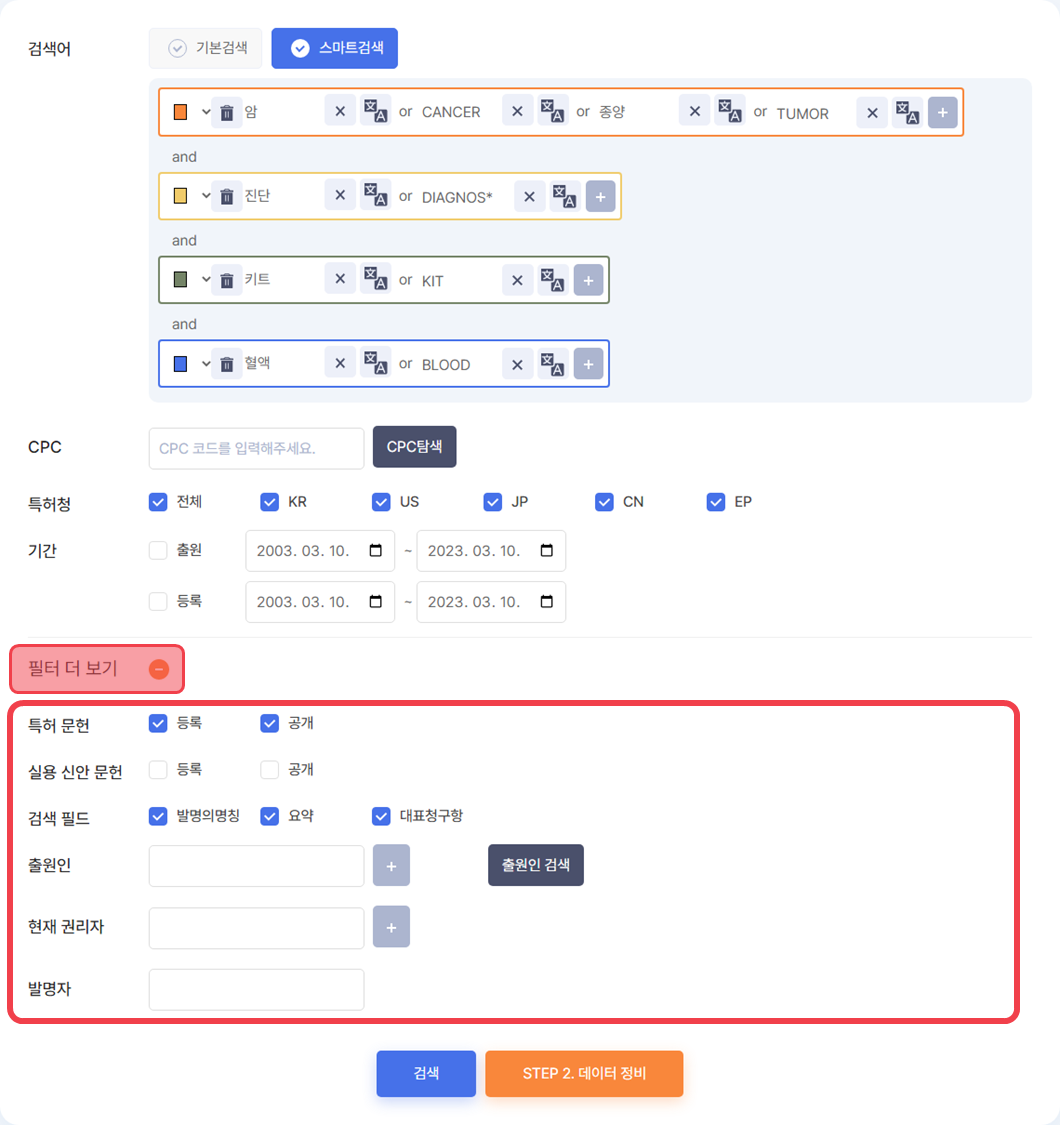 검색어 기본검색 스마트검색
암 or CANCER or 종양 or TUMOR
and
진단 or DIAGNOS*
and
키트 or KIT
and
혈액 or BLOOD
CPC CPC 코드를 입력해주세요. CPC탐색
특허청 전체 KR US JP CN EP
기간 출원 2003. 03. 10. ~ 2023. 03. 10.
등록 2003. 03. 10. ~ 2023. 03. 10.
필터 더 보기
특허 문헌 등록 공개
실용 신안 문헌 등록 공개
검색 필드 발명의명칭 요약 대표청구항
출원인 + 출원인 검색
현재 권리자 +
발명자
검색 STEP 2. 데이터 정비